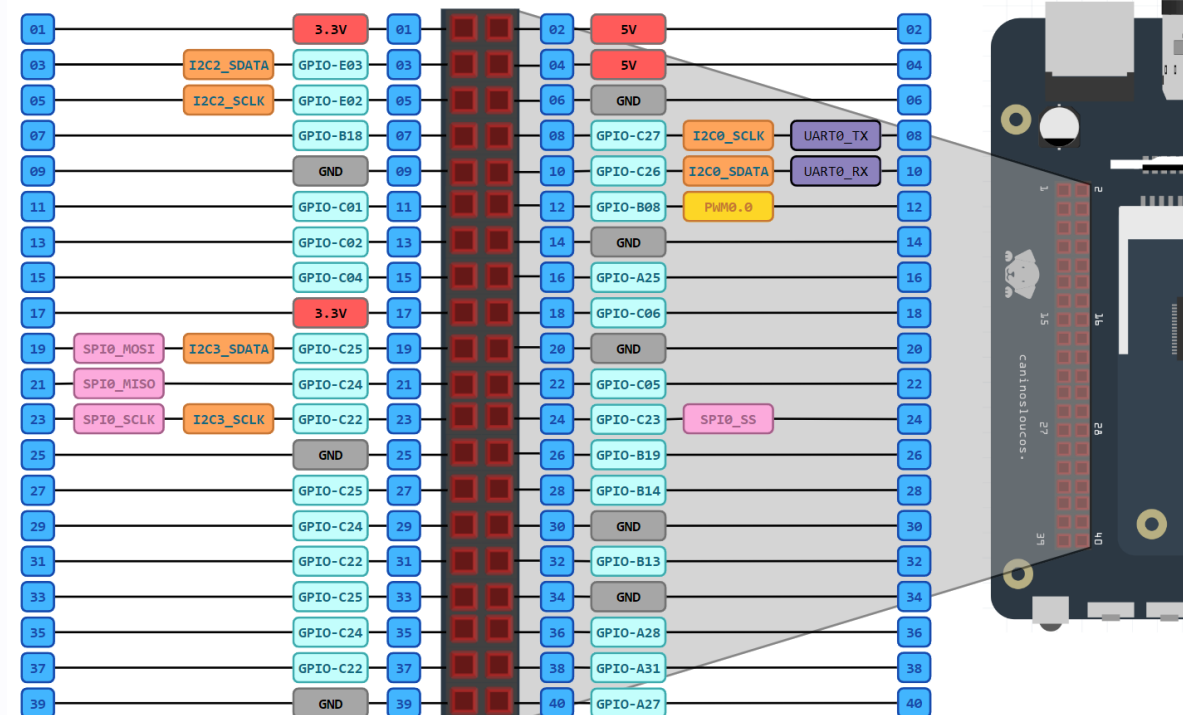 01 3.3V 01 02 5V 02
03 I2C2_SDATA GPIO-E03 03 04 5V 04
05 I2C2_SCLK GPIO-E02 05 06 GND 06
07 GPIO-B18 07 08 GPIO-C27 I2C0_SCLK UART0_TX 08
09 GND 09 10 GPIO-C26 I2C0_SDATA UART0_RX 10
11 GPIO-C01 11 12 GPIO-B08 PWM0.0 12
13 GPIO-C02 13 14 GND 14
15 GPIO-C04 15 16 GPIO-A25 16
17 3.3V 17 18 GPIO-C06 18
19 SPI0_MOSI I2C3_SDATA GPIO-C25 19 20 GND 20
21 SPI0_MISO GPIO-C24 21 22 GPIO-C05 22
23 SPI0_SCLK I2C3_SCLK GPIO-C22 23 24 GPIO-C23 SPI0_SS 24
25 GND 25 26 GPIO-B19 26
27 GPIO-C25 27 28 GPIO-B14 28
29 GPIO-C24 29 30 GND 30
31 GPIO-C22 31 32 GPIO-B13 32
33 GPIO-C25 33 34 GND 34
35 GPIO-C24 35 36 GPIO-A28 36
37 GPIO-C22 37 38 GPIO-A31 38
39 GND 39 40 GPIO-A27 40
1 2
15 16
27 28
39 40
caninosloucos.